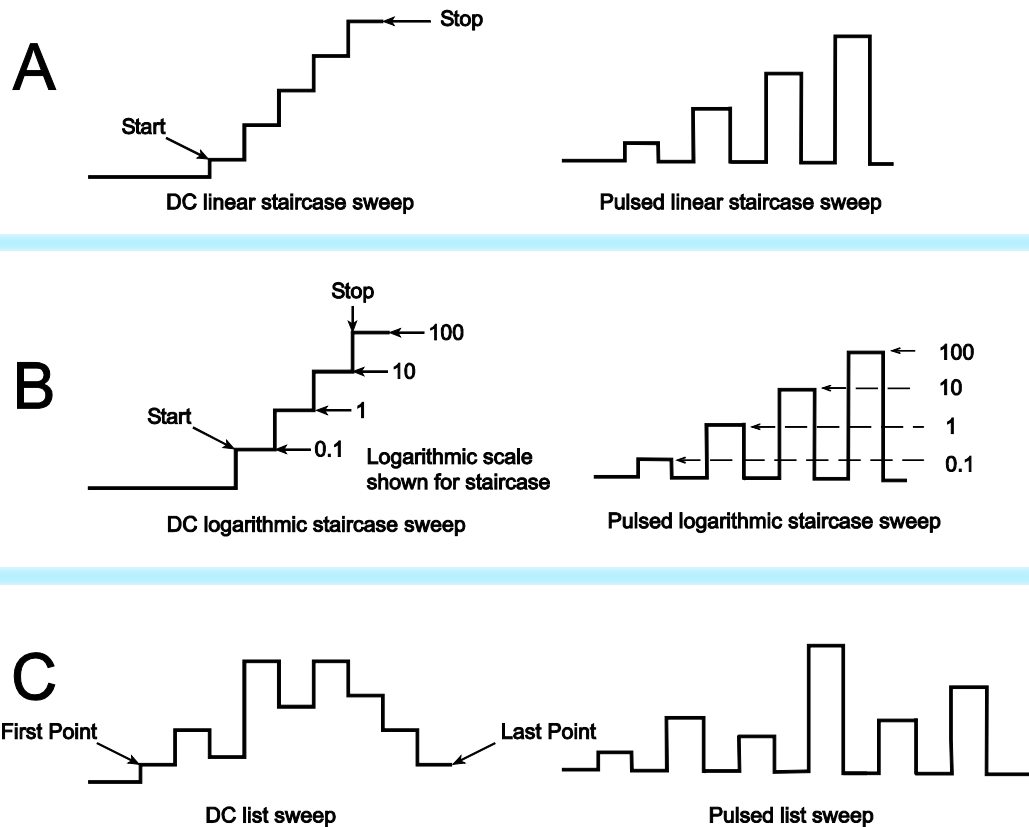 A
Stop
Start
DC linear staircase sweep
Pulsed linear staircase sweep
B
Stop
100
10
Start
1
0.1
Logarithmic scale
shown for staircase
DC logarithmic staircase sweep
100
10
1
0.1
Pulsed logarithmic staircase sweep
C
First Point
Last Point
DC list sweep
Pulsed list sweep